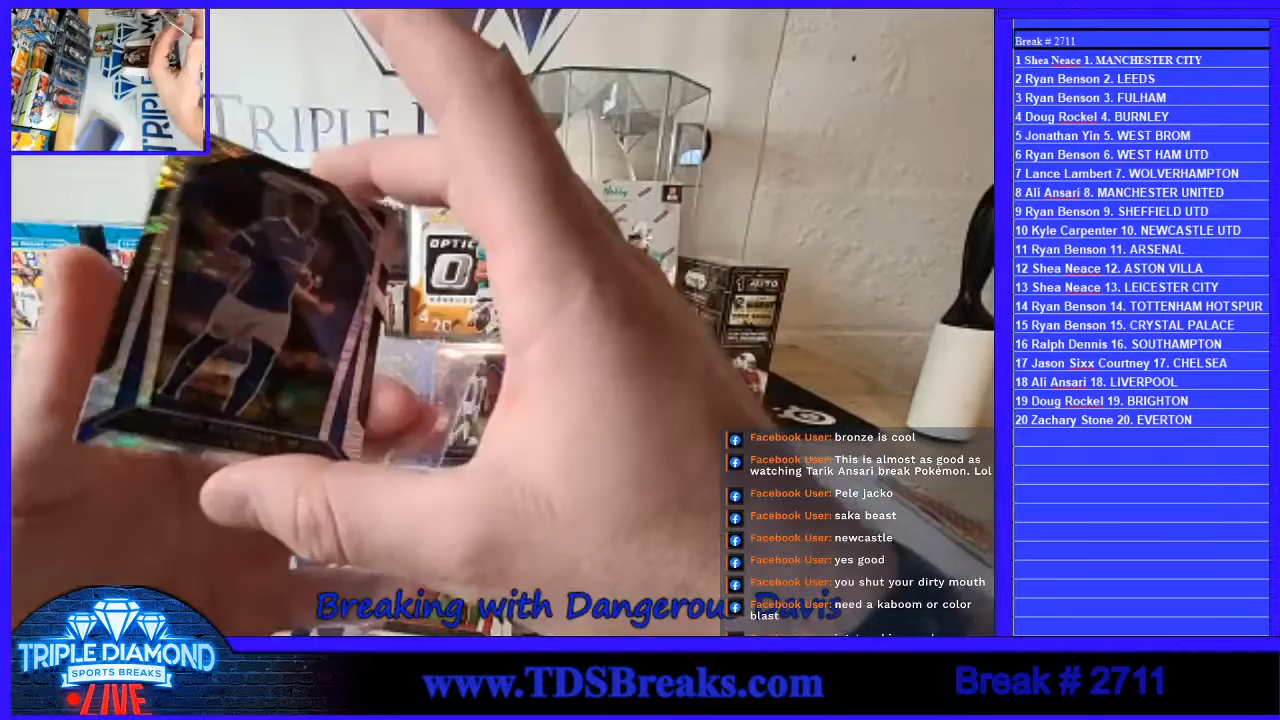 TRIPLE
TRIPLE
Hobby
OPTIC
1 AUTO
20
Break # 2711
1 Shea Neace 1. MANCHESTER CITY
2 Ryan Benson 2. LEEDS
3 Ryan Benson 3. FULHAM
4 Doug Rockel 4. BURNLEY
5 Jonathan Yin 5. WEST BROM
6 Ryan Benson 6. WEST HAM UTD
7 Lance Lambert 7. WOLVERHAMPTON
8 Ali Ansari 8. MANCHESTER UNITED
9 Ryan Benson 9. SHEFFIELD UTD
10 Kyle Carpenter 10. NEWCASTLE UTD
11 Ryan Benson 11. ARSENAL
12 Shea Neace 12. ASTON VILLA
13 Shea Neace 13. LEICESTER CITY
14 Ryan Benson 14. TOTTENHAM HOTSPUR
15 Ryan Benson 15. CRYSTAL PALACE
16 Ralph Dennis 16. SOUTHAMPTON
17 Jason Sixx Courtney 17. CHELSEA
18 Ali Ansari 18. LIVERPOOL
19 Doug Rockel 19. BRIGHTON
20 Zachary Stone 20. EVERTON
Facebook User: bronze is cool
Facebook User: This is almost as good as
watching Tarik Ansari break Pokémon. Lol
Facebook User: Pele Jacko
Facebook User: saka beast
Facebook User: newcastle
Facebook User: yes good
Facebook User: you shut your dirty mouth
Facebook User: need a kaboom or color
blast
Breaking with Dangerous Davis
TRIPLE DIAMOND
SPORTS BREAKS
LIVE
www.TDSBreaks.com
Break # 2711